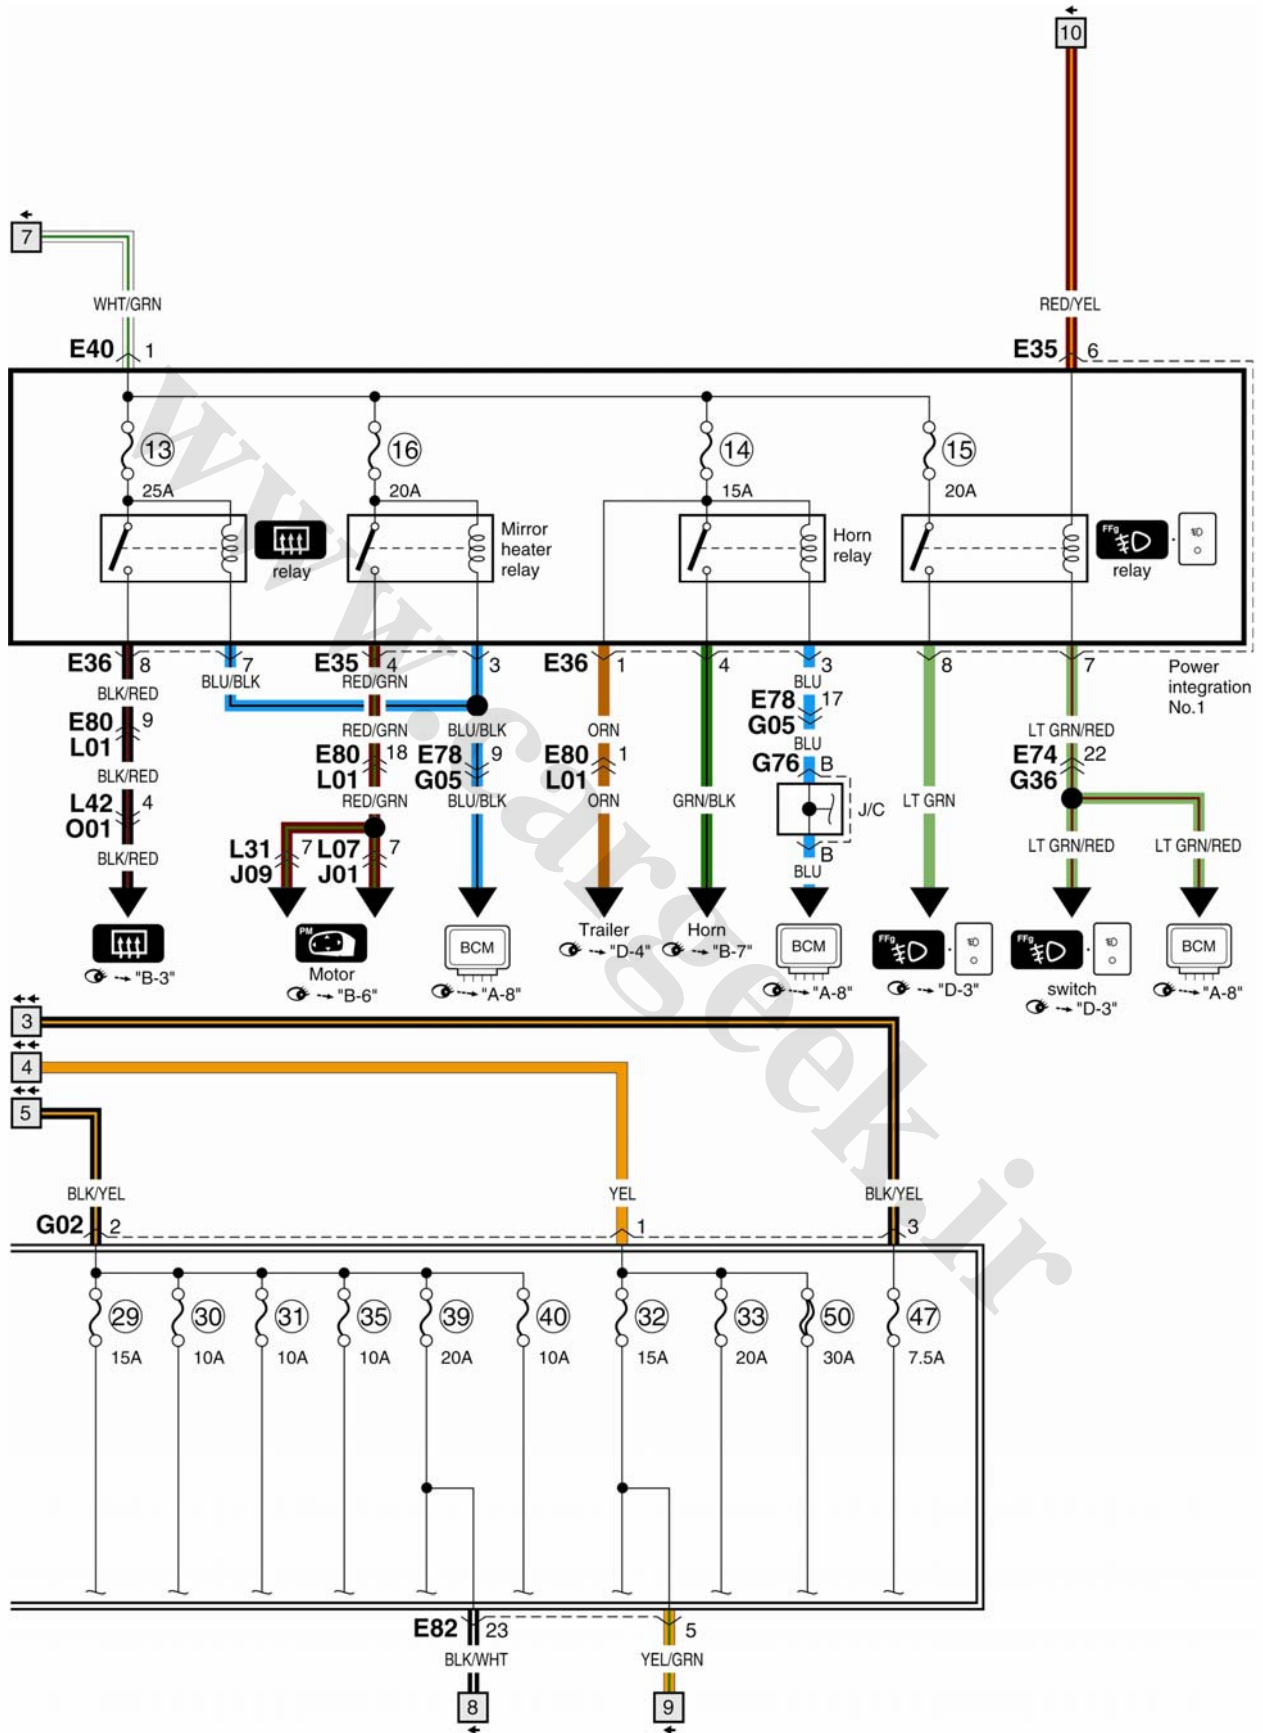 10
7
WHT/GRN
RED/YEL
E40 1
E35 6
13 16 14 15
25A 20A 15A 20A
relay
Mirror
heater
relay
Horn
relay
FFg
relay
E36 8 7 E35 4 3 E36 1 4 3 8 7
Power
integration
No.1
BLK/RED BLU/BLK RED/GRN BLU
E80 9
L01
RED/GRN BLU/BLK ORN
E78 17
G05
BLU
LT GRN/RED
E80 18
L01
E78 9
G05
E80 1
L01
G76 B
E74 22
G36
BLK/RED
RED/GRN BLU/BLK ORN GRN/BLK
J/C
LT GRN
L42 4
O01
BLK/RED
L31 7
J09
L07 7
J01
B
BLU
LT GRN/RED LT GRN/RED
"B-3"
PM
Motor
"B-6"
BCM
"A-8"
Trailer
"D-4"
Horn
"B-7"
BCM
"A-8"
FFg
"D-3"
FFg
switch
"D-3"
BCM
"A-8"
3
4
5
BLK/YEL YEL BLK/YEL
G02 2 1 3
29 30 31 35 39 40 32 33 50 47
15A 10A 10A 10A 20A 10A 15A 20A 30A 7.5A
E82 23 5
BLK/WHT YEL/GRN
8 9
www.cargeek.ir